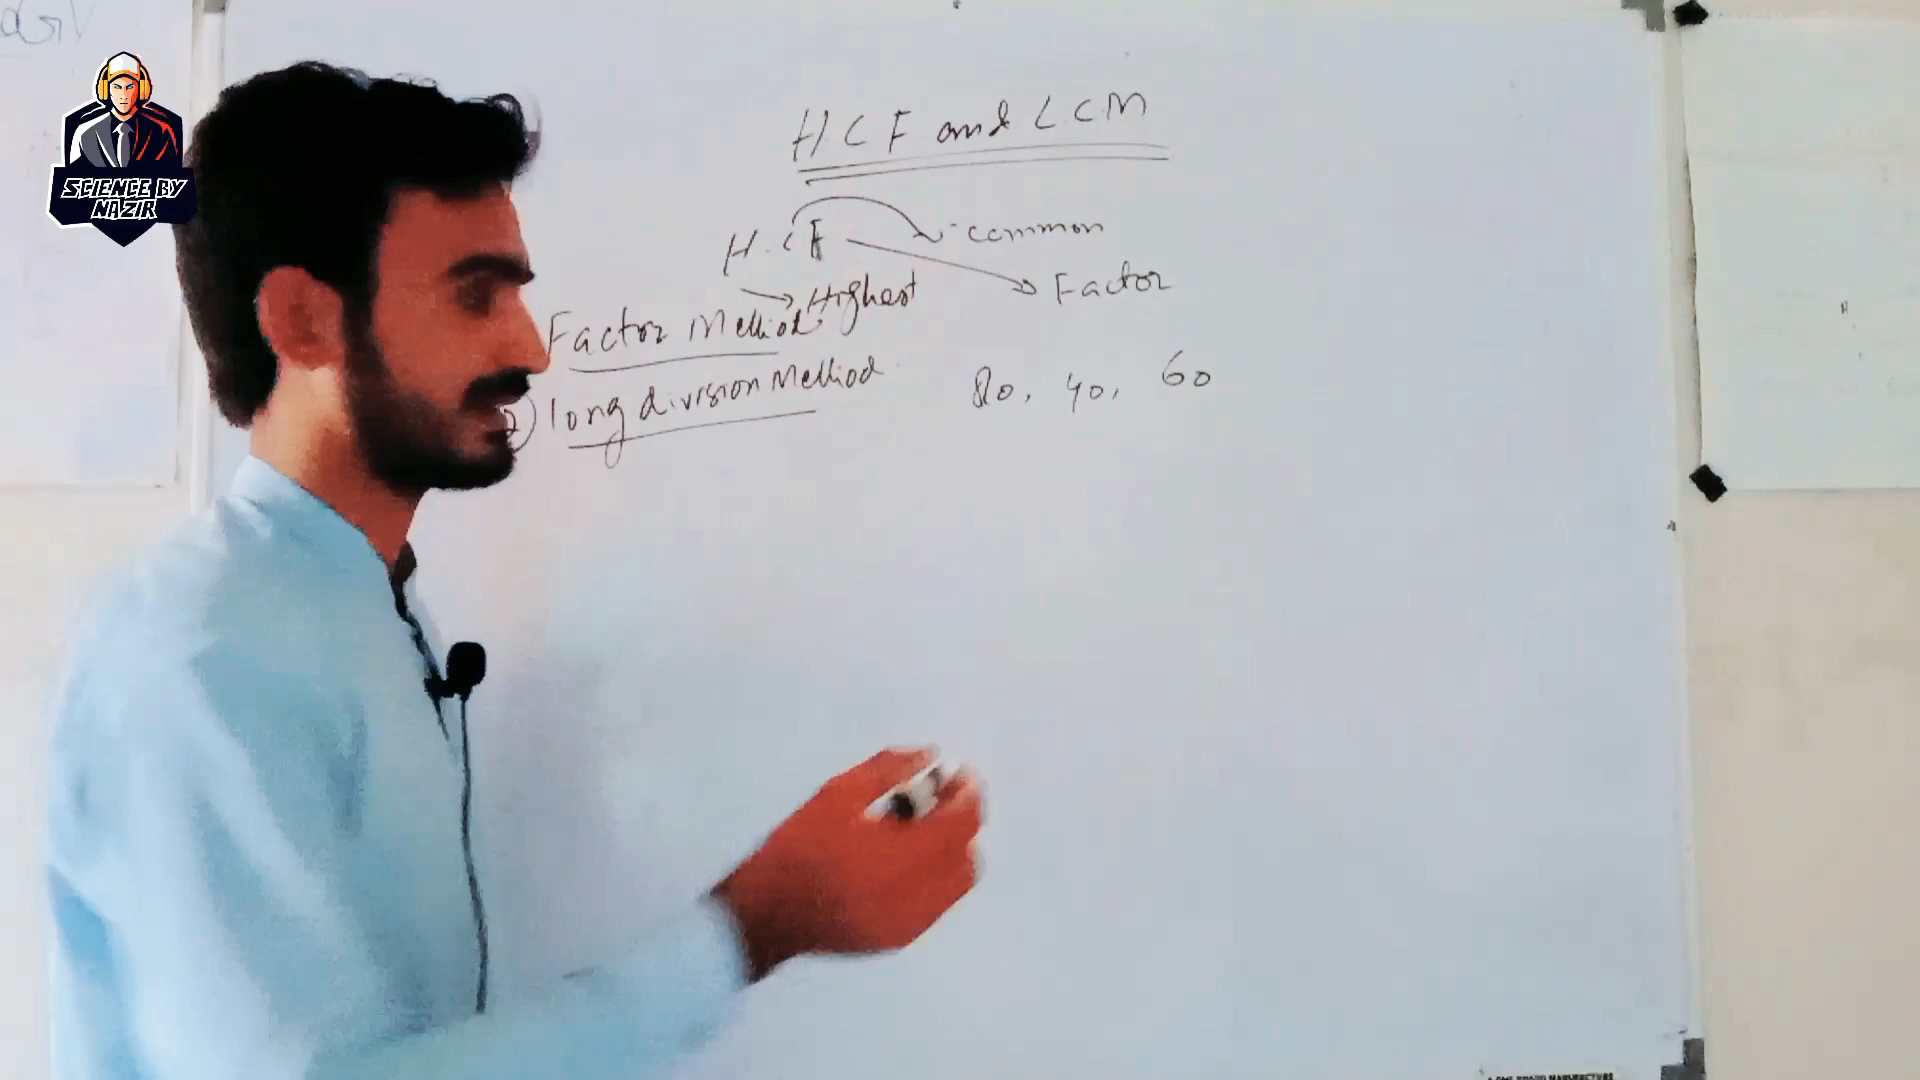 SCIENCE BY
NAZIR
HCF and LCM
H.CF common
Factor
Highest
Factor Method
2) long division Method
80, 40, 60